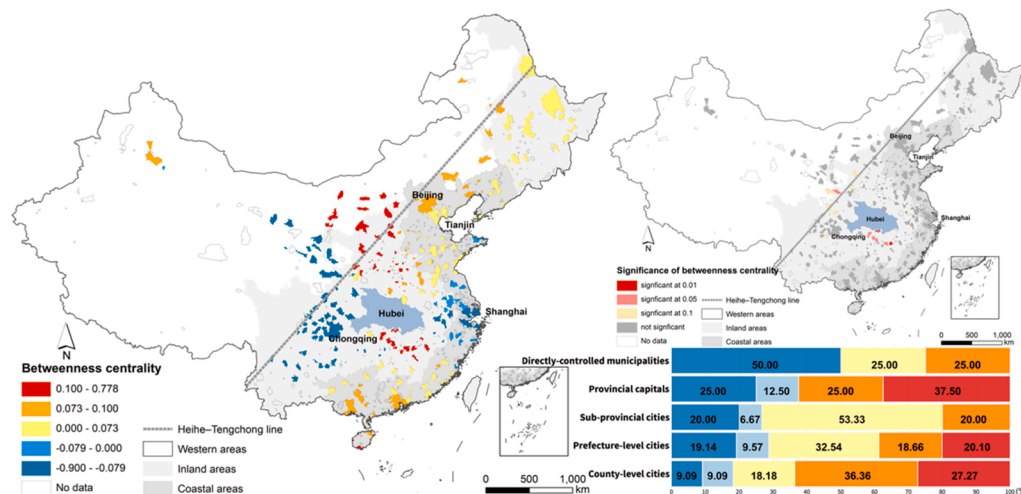 Beijing
Tianjin
Hubei
Shanghai
Chongqing
N
Betweenness centrality
0.100 - 0.778
0.073 - 0.100
0.000 - 0.073
-0.079 - 0.000
-0.900 - -0.079
No data
Heihe–Tengchong line
Western areas
Inland areas
Coastal areas
0 500 1,000
km
Beijing
Tianjin
Hubei
Shanghai
Chongqing
N
Significance of betweenness centrality
signficant at 0.01
signficant at 0.05
signficant at 0.1
not signficant
No data
Heihe–Tengchong line
Western areas
Inland areas
Coastal areas
0 500 1,000
km
Directly-controlled municipalities 50.00 25.00 25.00
Provincial capitals 25.00 12.50 25.00 37.50
Sub-provincial cities 20.00 6.67 53.33 20.00
Prefecture-level cities 19.14 9.57 32.54 18.66 20.10
County-level cities 9.09 9.09 18.18 36.36 27.27
0 10 20 30 40 50 60 70 80 90 100